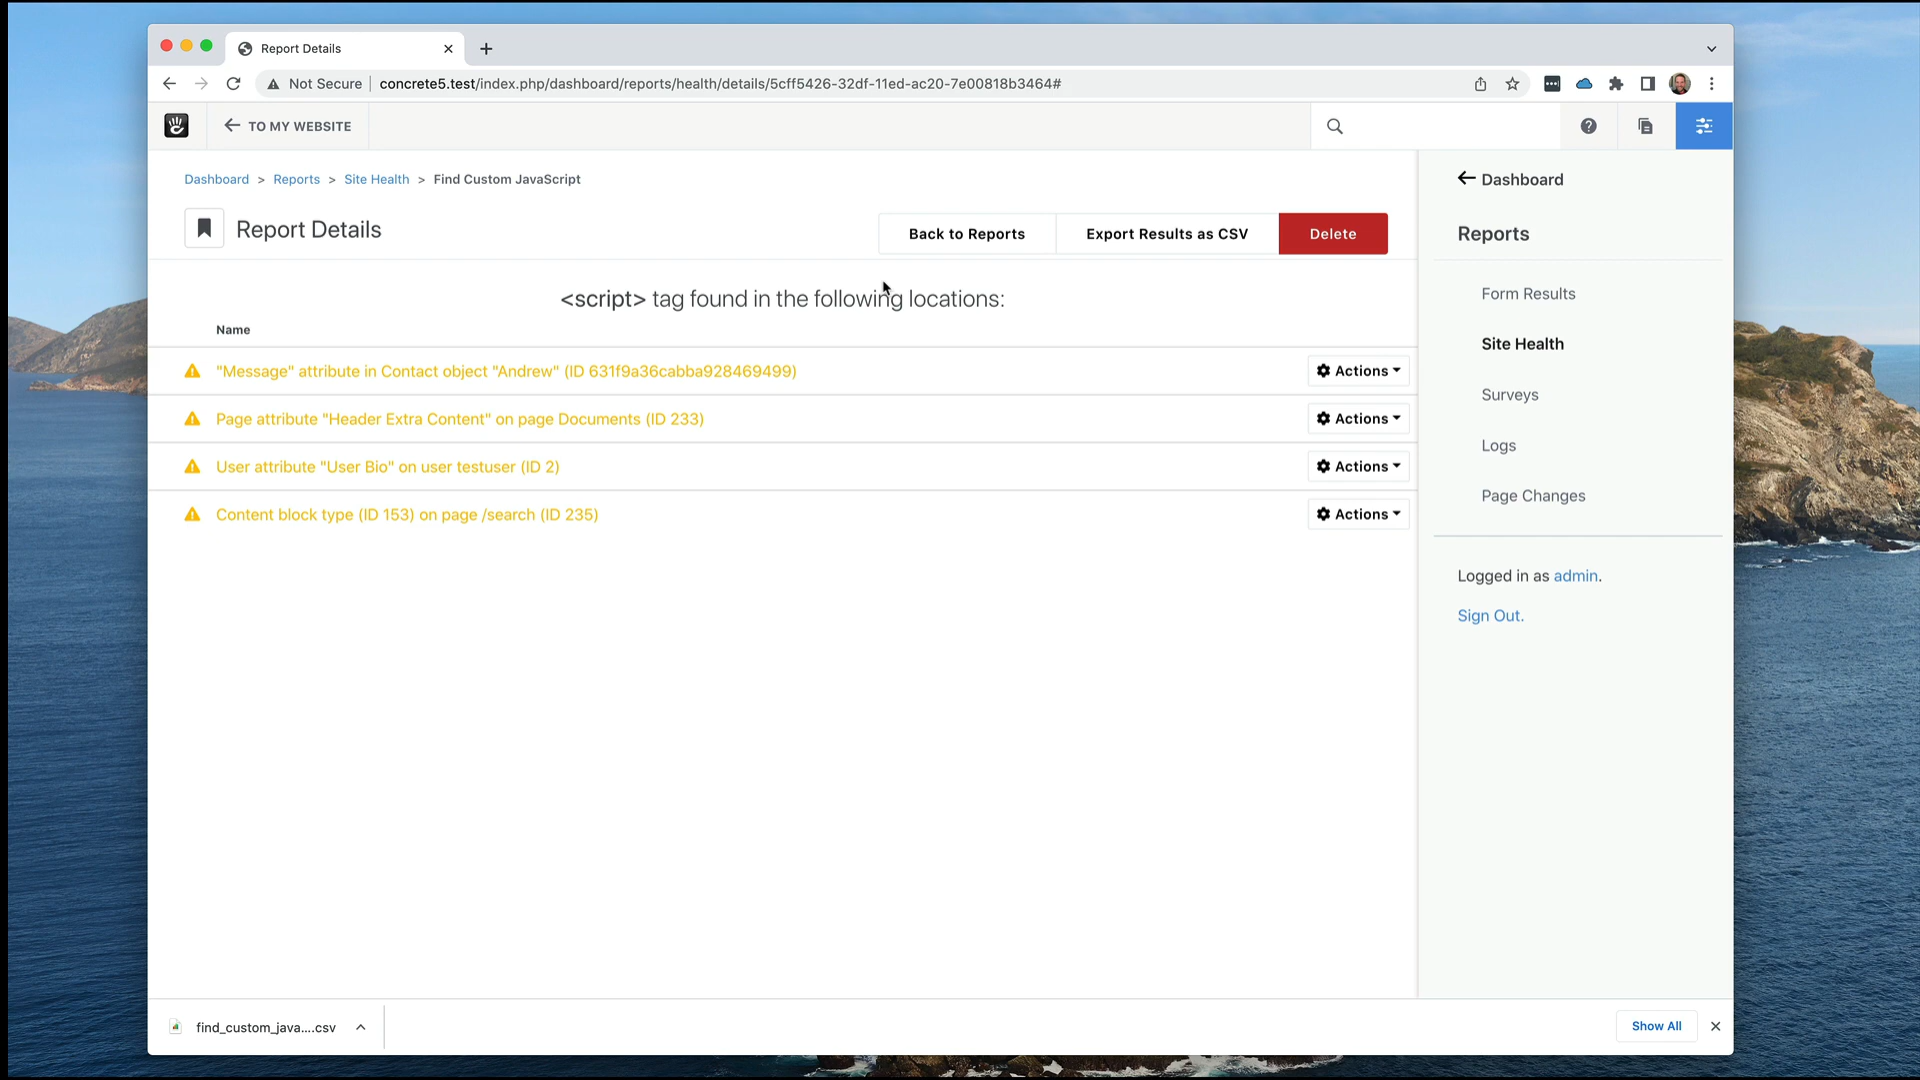 Report Details
Not Secure
concrete5.test/index.php/dashboard/reports/health/details/5cff5426-32df-11ed-ac20-7e00818b3464#
TO MY WEBSITE
Dashboard > Reports > Site Health > Find Custom JavaScript
Report Details
Back to Reports
Export Results as CSV
Delete
<script> tag found in the following locations:
Name
"Message" attribute in Contact object "Andrew" (ID 631f9a36cabba928469499)
Actions
Page attribute "Header Extra Content" on page Documents (ID 233)
Actions
User attribute "User Bio" on user testuser (ID 2)
Actions
Content block type (ID 153) on page /search (ID 235)
Actions
Dashboard
Reports
Form Results
Site Health
Surveys
Logs
Page Changes
Logged in as admin.
Sign Out.
find_custom_java....csv
Show All